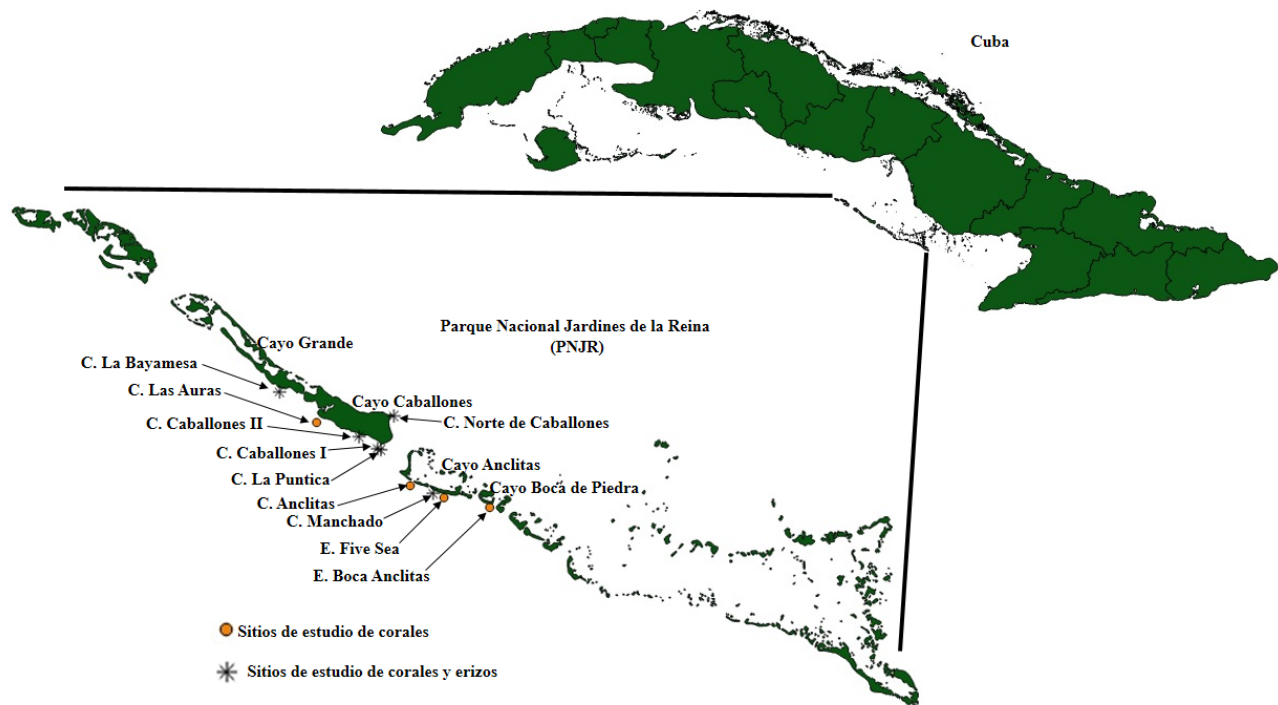 Cuba
Parque Nacional Jardines de la Reina
(PNJR)
Cayo Grande
C. La Bayamesa
C. Las Auras
Cayo Caballones
C. Caballones II
C. Norte de Caballones
C. Caballones I
C. La Puntica
Cayo Anclitas
Cayo Boca de Piedra
C. Anclitas
C. Manchado
E. Five Sea
E. Boca Anclitas
Sitios de estudio de corales
Sitios de estudio de corales y erizos